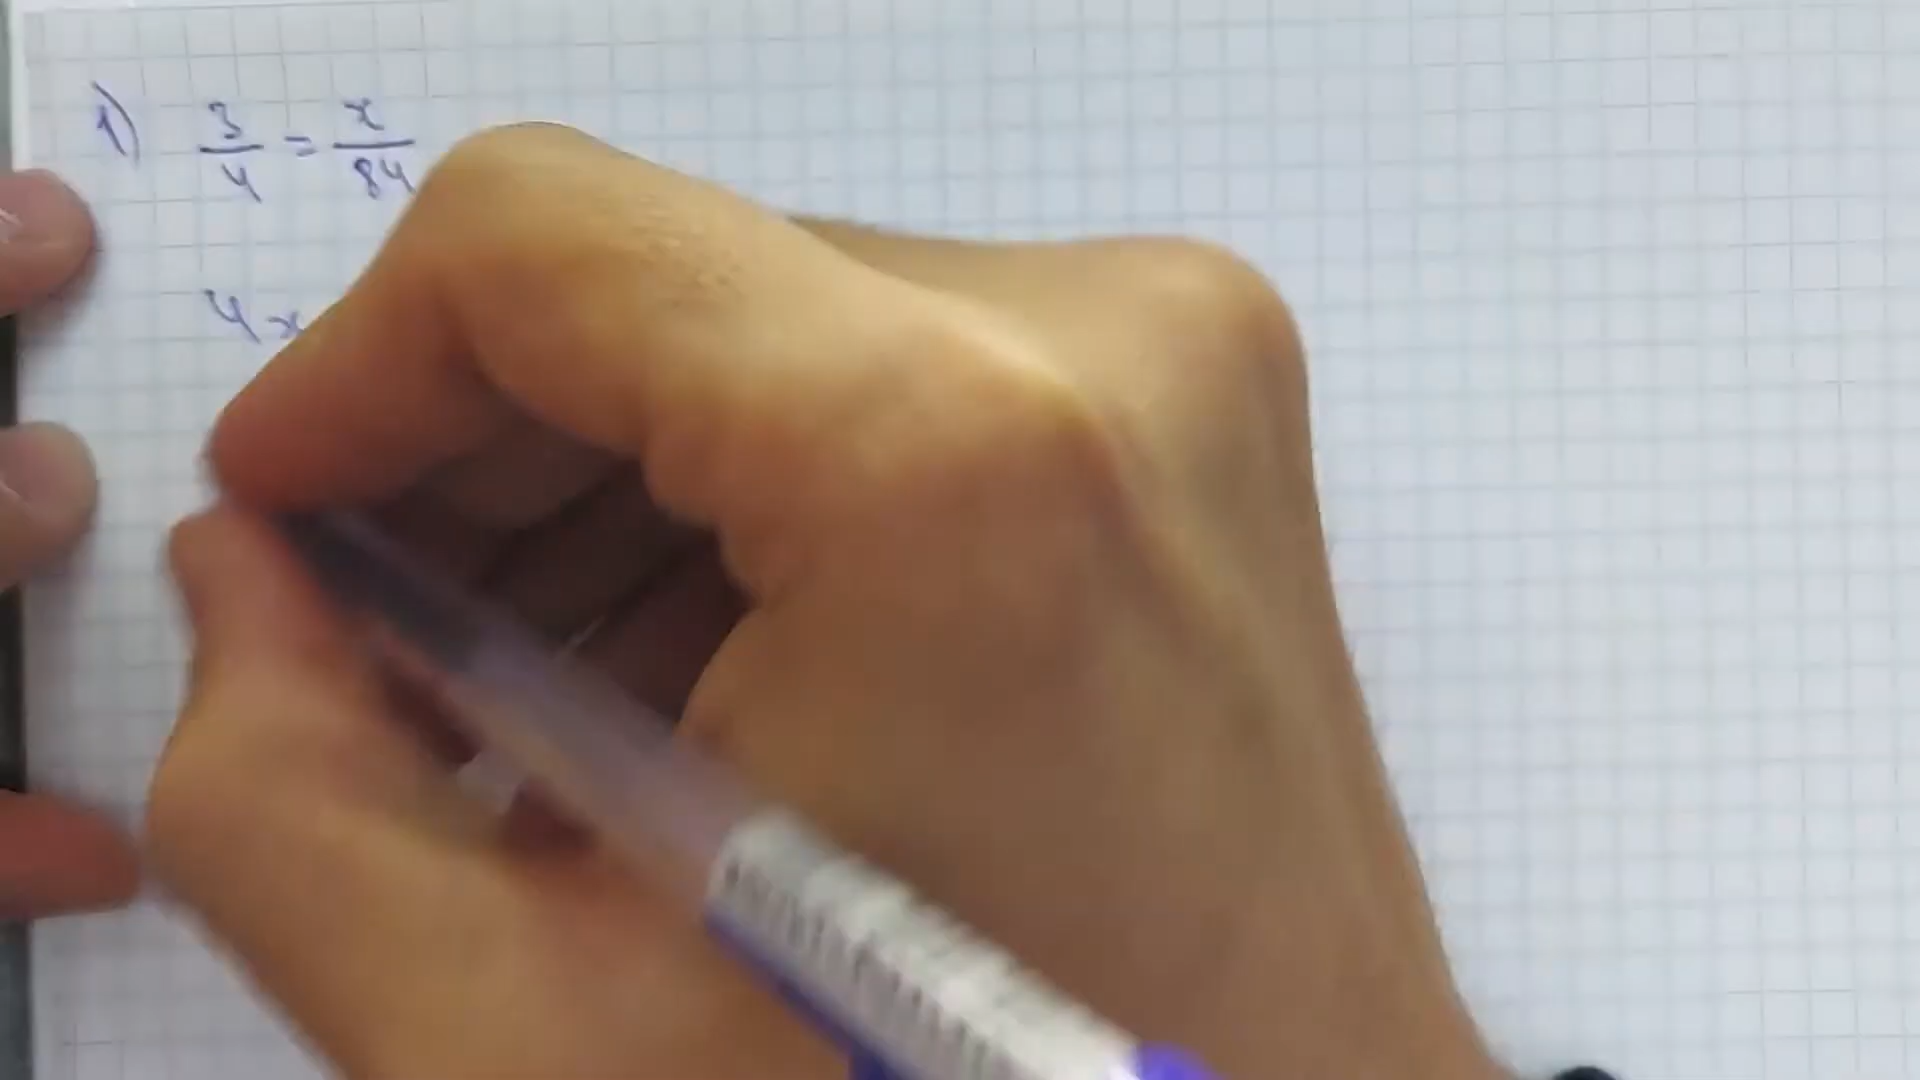 1) 3/4 = x/84
4x